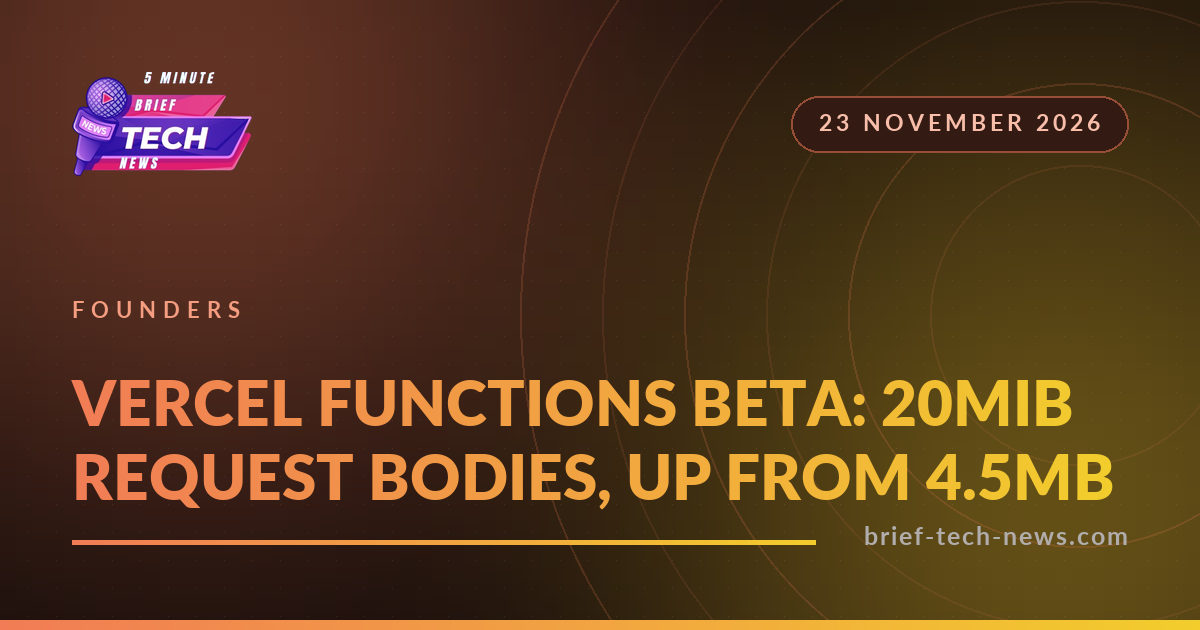 5 MINUTE
BRIEF
NEWS
TECH
NEWS
23 NOVEMBER 2026
FOUNDERS
VERCEL FUNCTIONS BETA: 20MIB
REQUEST BODIES, UP FROM 4.5MB
brief-tech-news.com